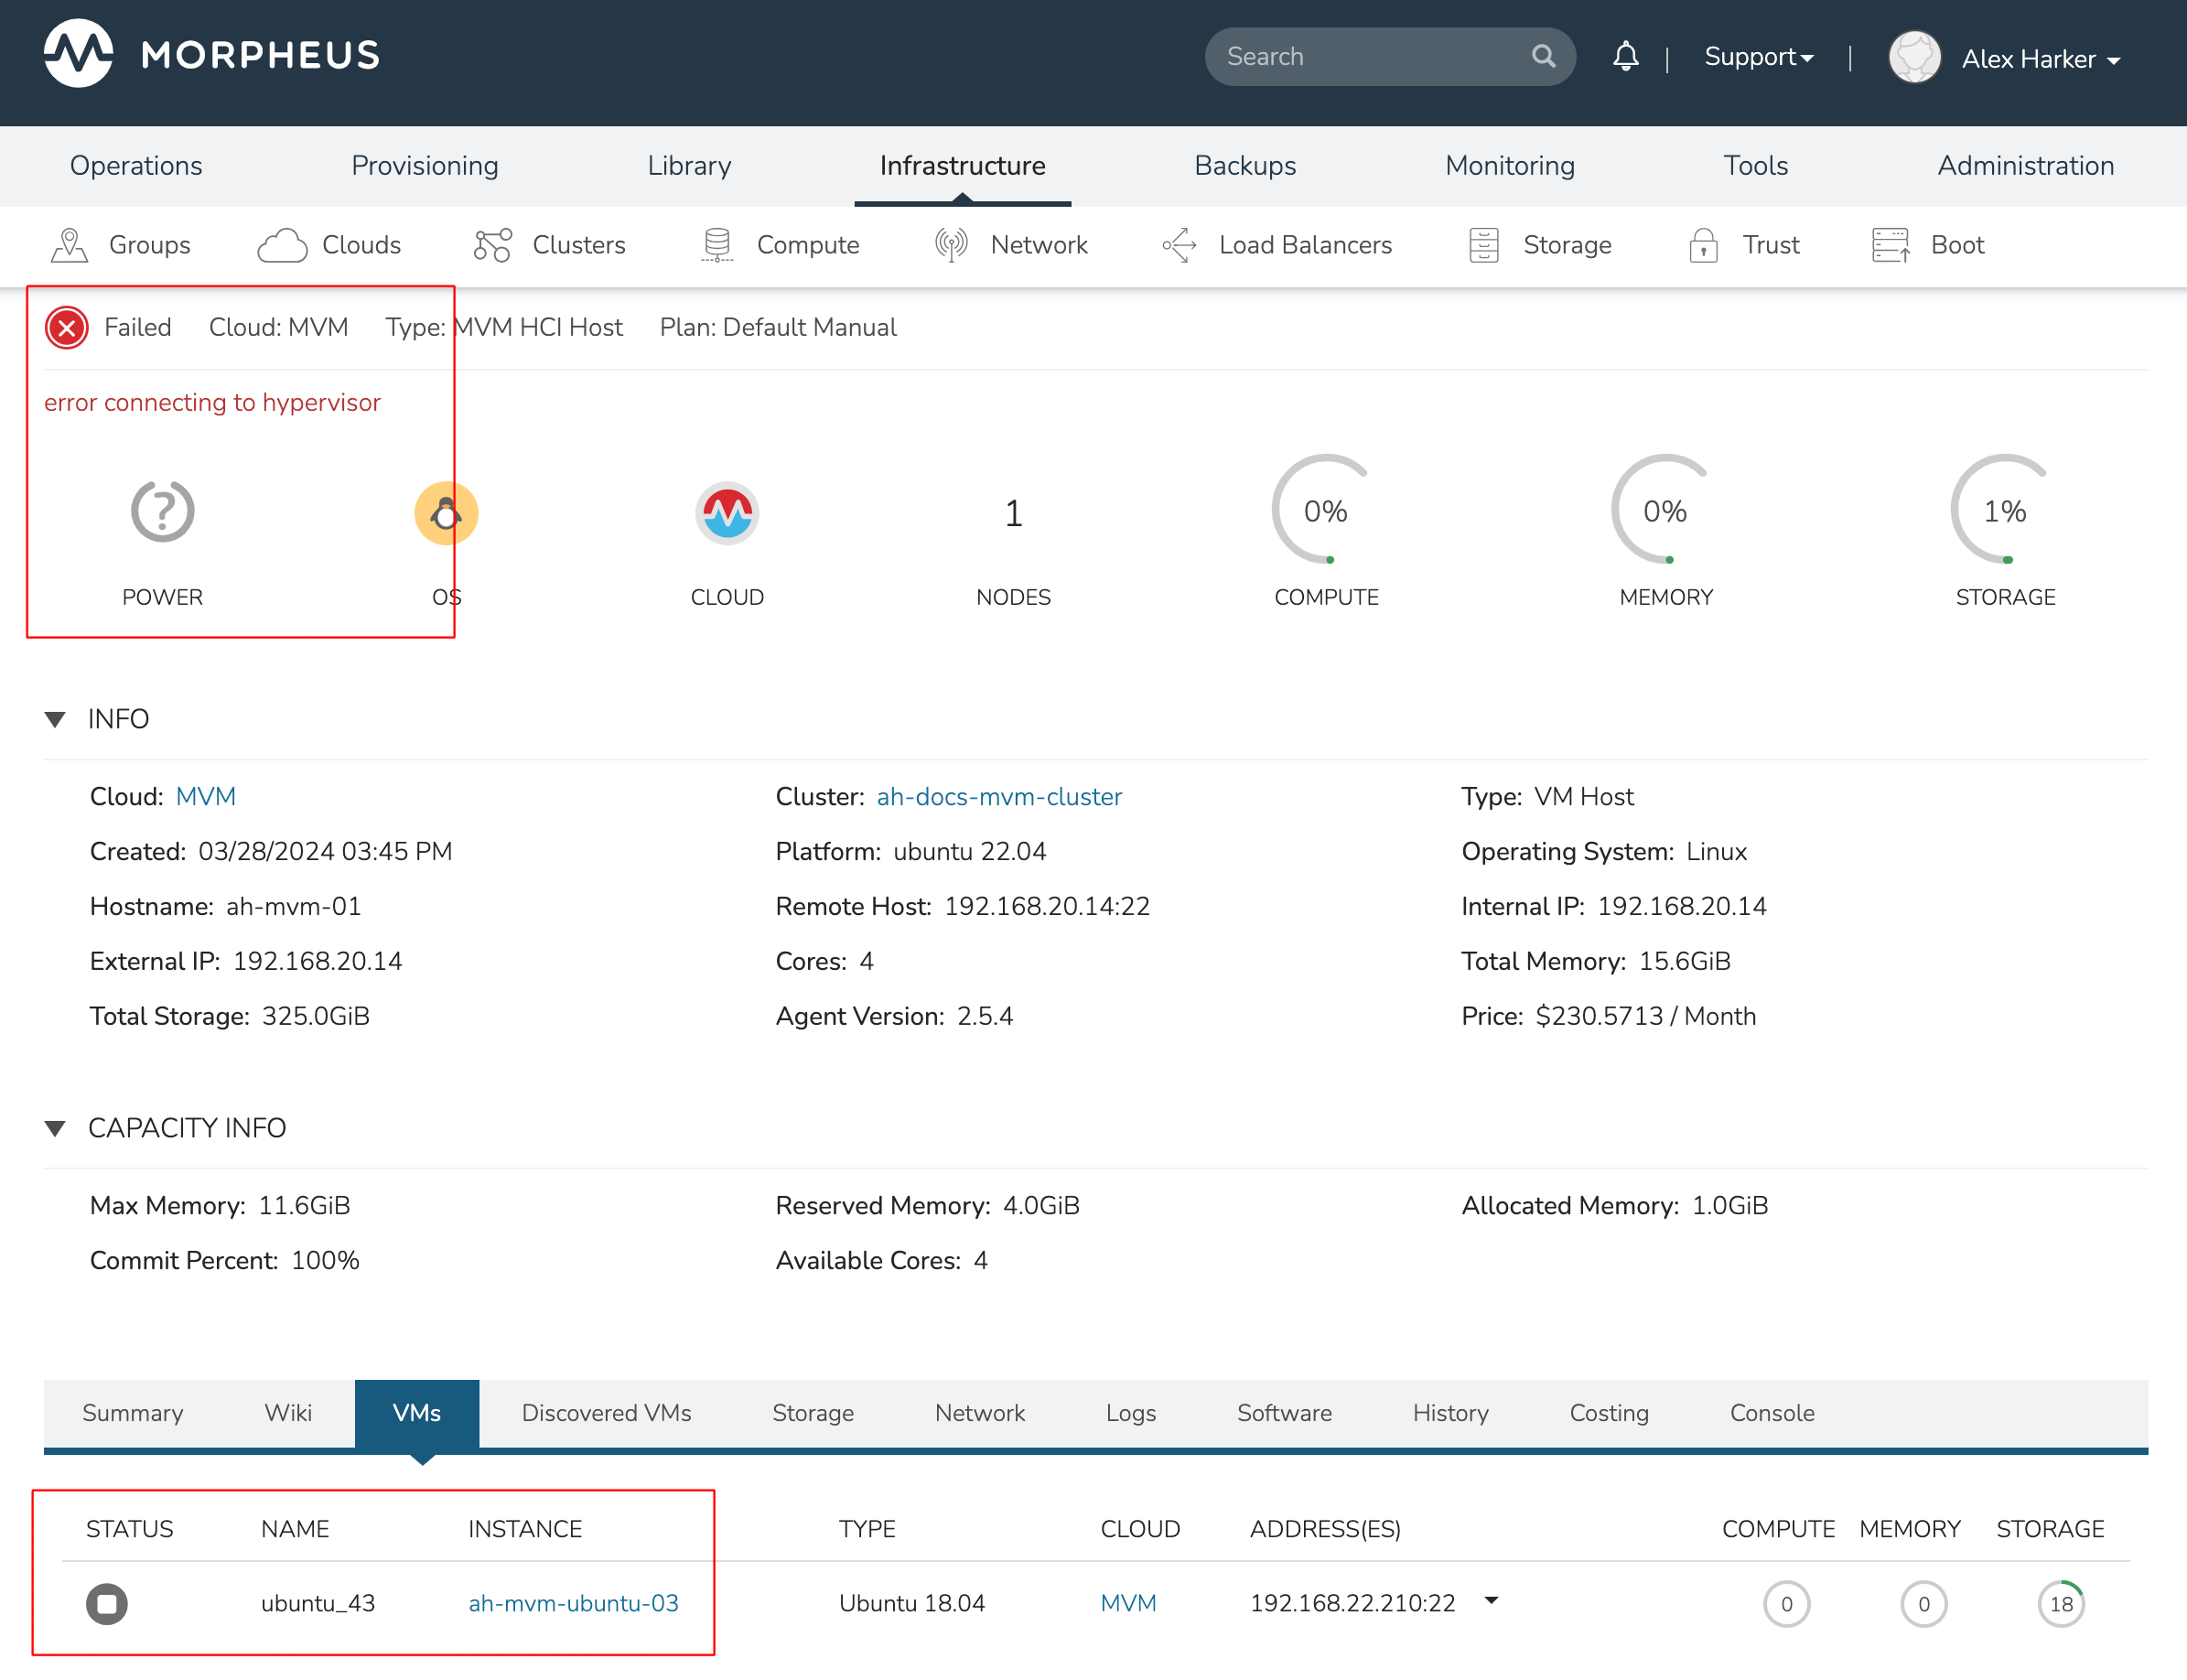 MORPHEUS
Search
Support
Alex Harker
Operations Provisioning Library Infrastructure Backups Monitoring Tools Administration
Groups Clouds Clusters Compute Network Load Balancers Storage Trust Boot
Failed Cloud: MVM Type: MVM HCI Host Plan: Default Manual
error connecting to hypervisor
1 0% 0% 1%
POWER OS CLOUD NODES COMPUTE MEMORY STORAGE
INFO
Cloud: MVM Cluster: ah-docs-mvm-cluster Type: VM Host
Created: 03/28/2024 03:45 PM Platform: ubuntu 22.04 Operating System: Linux
Hostname: ah-mvm-01 Remote Host: 192.168.20.14:22 Internal IP: 192.168.20.14
External IP: 192.168.20.14 Cores: 4 Total Memory: 15.6GiB
Total Storage: 325.0GiB Agent Version: 2.5.4 Price: $230.5713 / Month
CAPACITY INFO
Max Memory: 11.6GiB Reserved Memory: 4.0GiB Allocated Memory: 1.0GiB
Commit Percent: 100% Available Cores: 4
Summary Wiki VMs Discovered VMs Storage Network Logs Software History Costing Console
STATUS NAME INSTANCE TYPE CLOUD ADDRESS(ES) COMPUTE MEMORY STORAGE
ubuntu_43 ah-mvm-ubuntu-03 Ubuntu 18.04 MVM 192.168.22.210:22 0 0 18